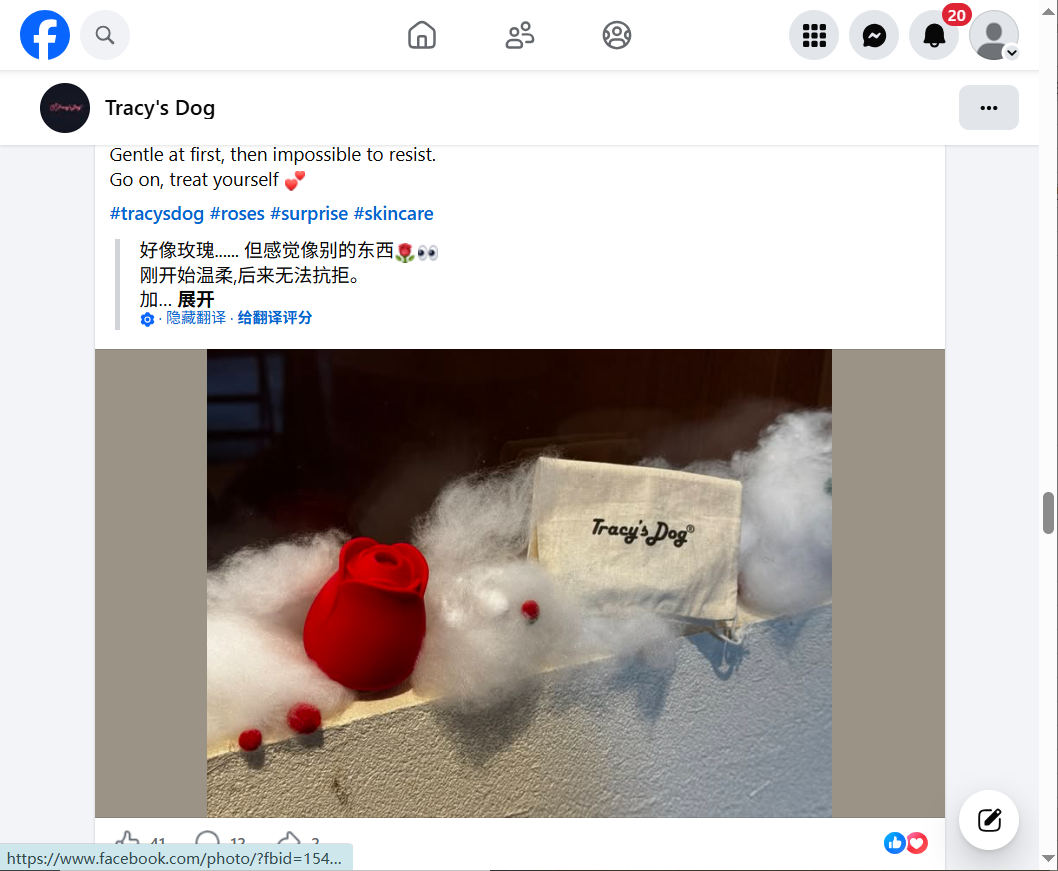 20
Tracy's Dog
Gentle at first, then impossible to resist.
Go on, treat yourself 💕
#tracysdog #roses #surprise #skincare
好像玫瑰...... 但感觉像别的东西🌹👀
刚开始温柔,后来无法抗拒。
加... 展开
· 隐藏翻译 · 给翻译评分
Tracy's Dog®
41 12 2
https://www.facebook.com/photo/?fbid=154...